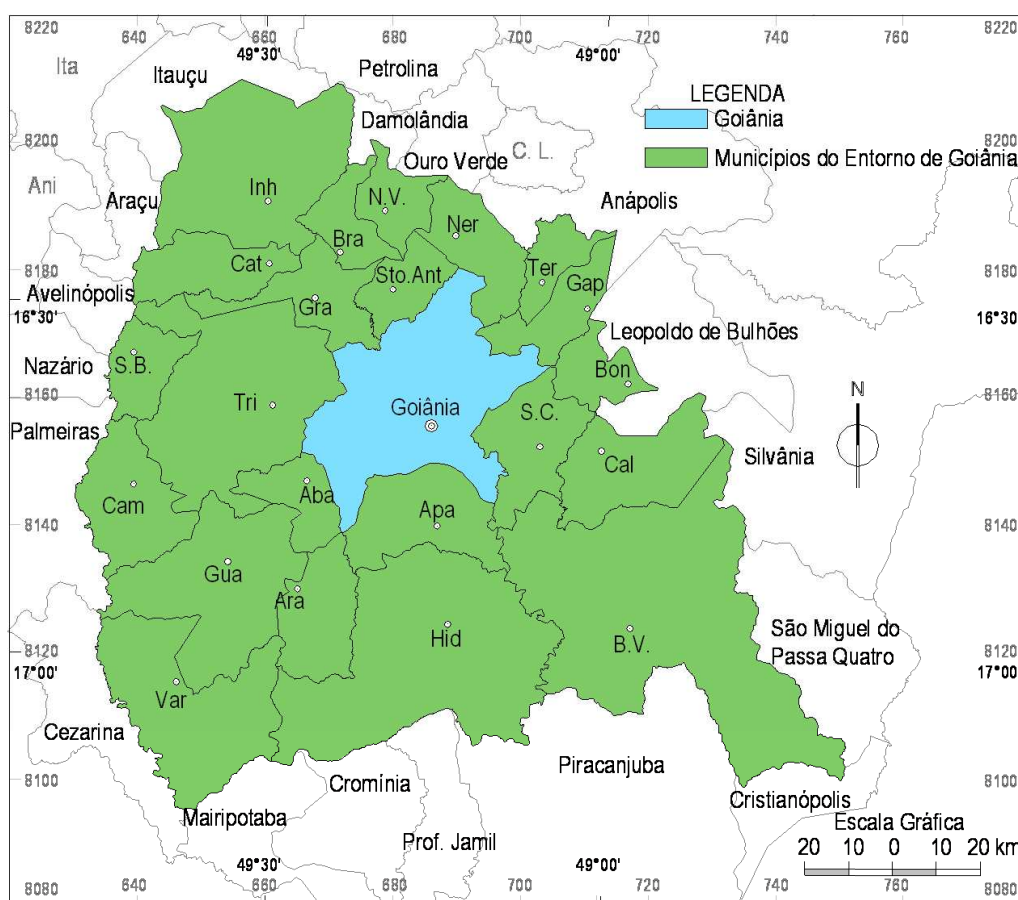 8220
640
660
680
700
720
740
760
8220
49°30'
49°00'
Ita
Itauçu
Petrolina
LEGENDA
Goiânia
Municípios do Entorno de Goiânia
Damolândia
8200
Ouro Verde
C. L.
8200
Ani
Araçu
Inh
N.V.
Ner
Anápolis
Bra
Cat
Sto.Ant
Ter
8180
Gap
8180
Avelinópolis
Gra
16°30'
Leopoldo de Bulhões
16°30'
Nazário
S.B.
Bon
8160
8160
Tri
Goiânia
S.C.
Palmeiras
Cal
Silvânia
N
Cam
Aba
Apa
8140
8140
Gua
Ara
Hid
B.V.
São Miguel do
Passa Quatro
8120
8120
17°00'
17°00'
Var
Cezarina
8100
Cromínia
Piracanjuba
8100
Cristianópolis
Mairipotaba
Prof. Jamil
Escala Gráfica
20 10 0 10 20 km
49°30'
49°00'
8080
640
660
680
700
720
740
760
8080